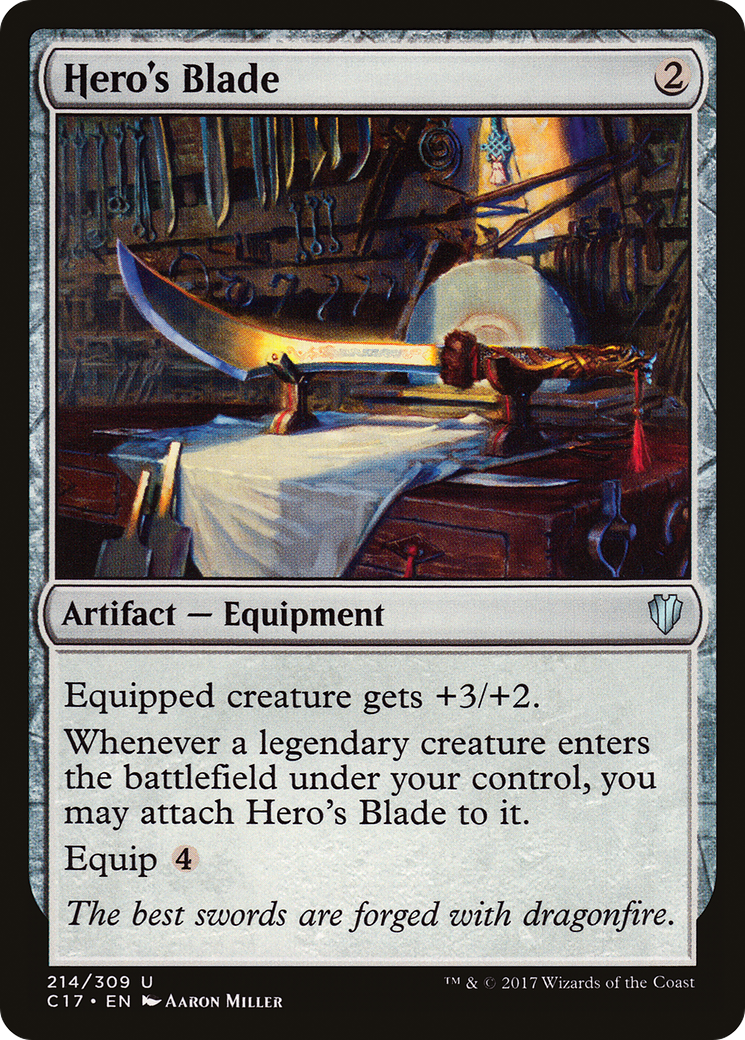 Hero's Blade
2
Artifact — Equipment
Equipped creature gets +3/+2.
Whenever a legendary creature enters
the battlefield under your control, you
may attach Hero's Blade to it.
Equip 4
The best swords are forged with dragonfire.
214/309 U
C17 • EN Aaron Miller
™ & © 2017 Wizards of the Coast